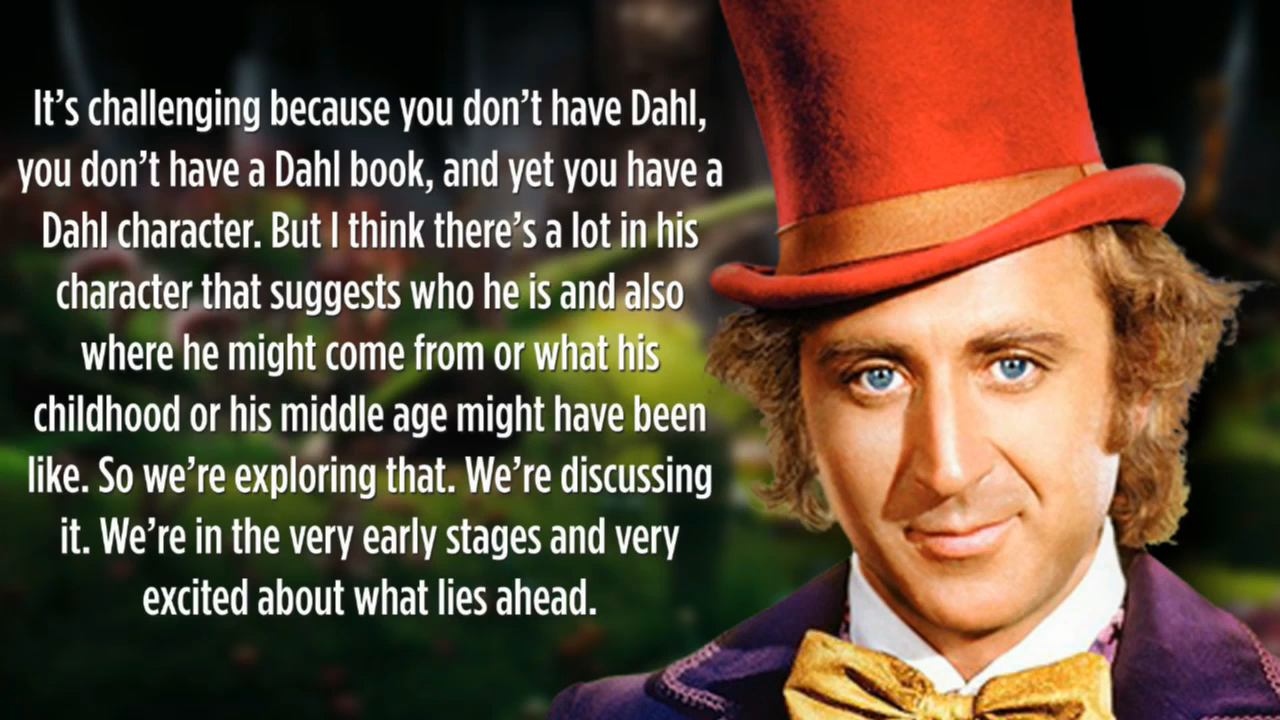 It’s challenging because you don’t have Dahl,
you don’t have a Dahl book, and yet you have a
Dahl character. But I think there’s a lot in his
character that suggests who he is and also
where he might come from or what his
childhood or his middle age might have been
like. So we’re exploring that. We’re discussing
it. We’re in the very early stages and very
excited about what lies ahead.